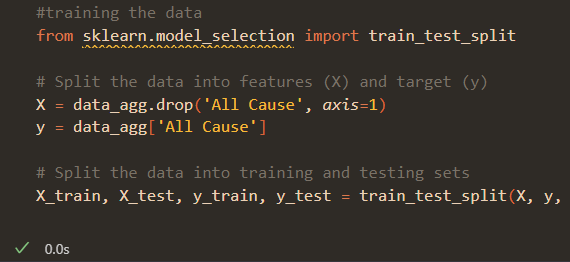 #training the data
from sklearn.model_selection import train_test_split
# Split the data into features (X) and target (y)
X = data_agg.drop('All Cause', axis=1)
y = data_agg['All Cause']
# Split the data into training and testing sets
X_train, X_test, y_train, y_test = train_test_split(X, y,
✓ 0.0s